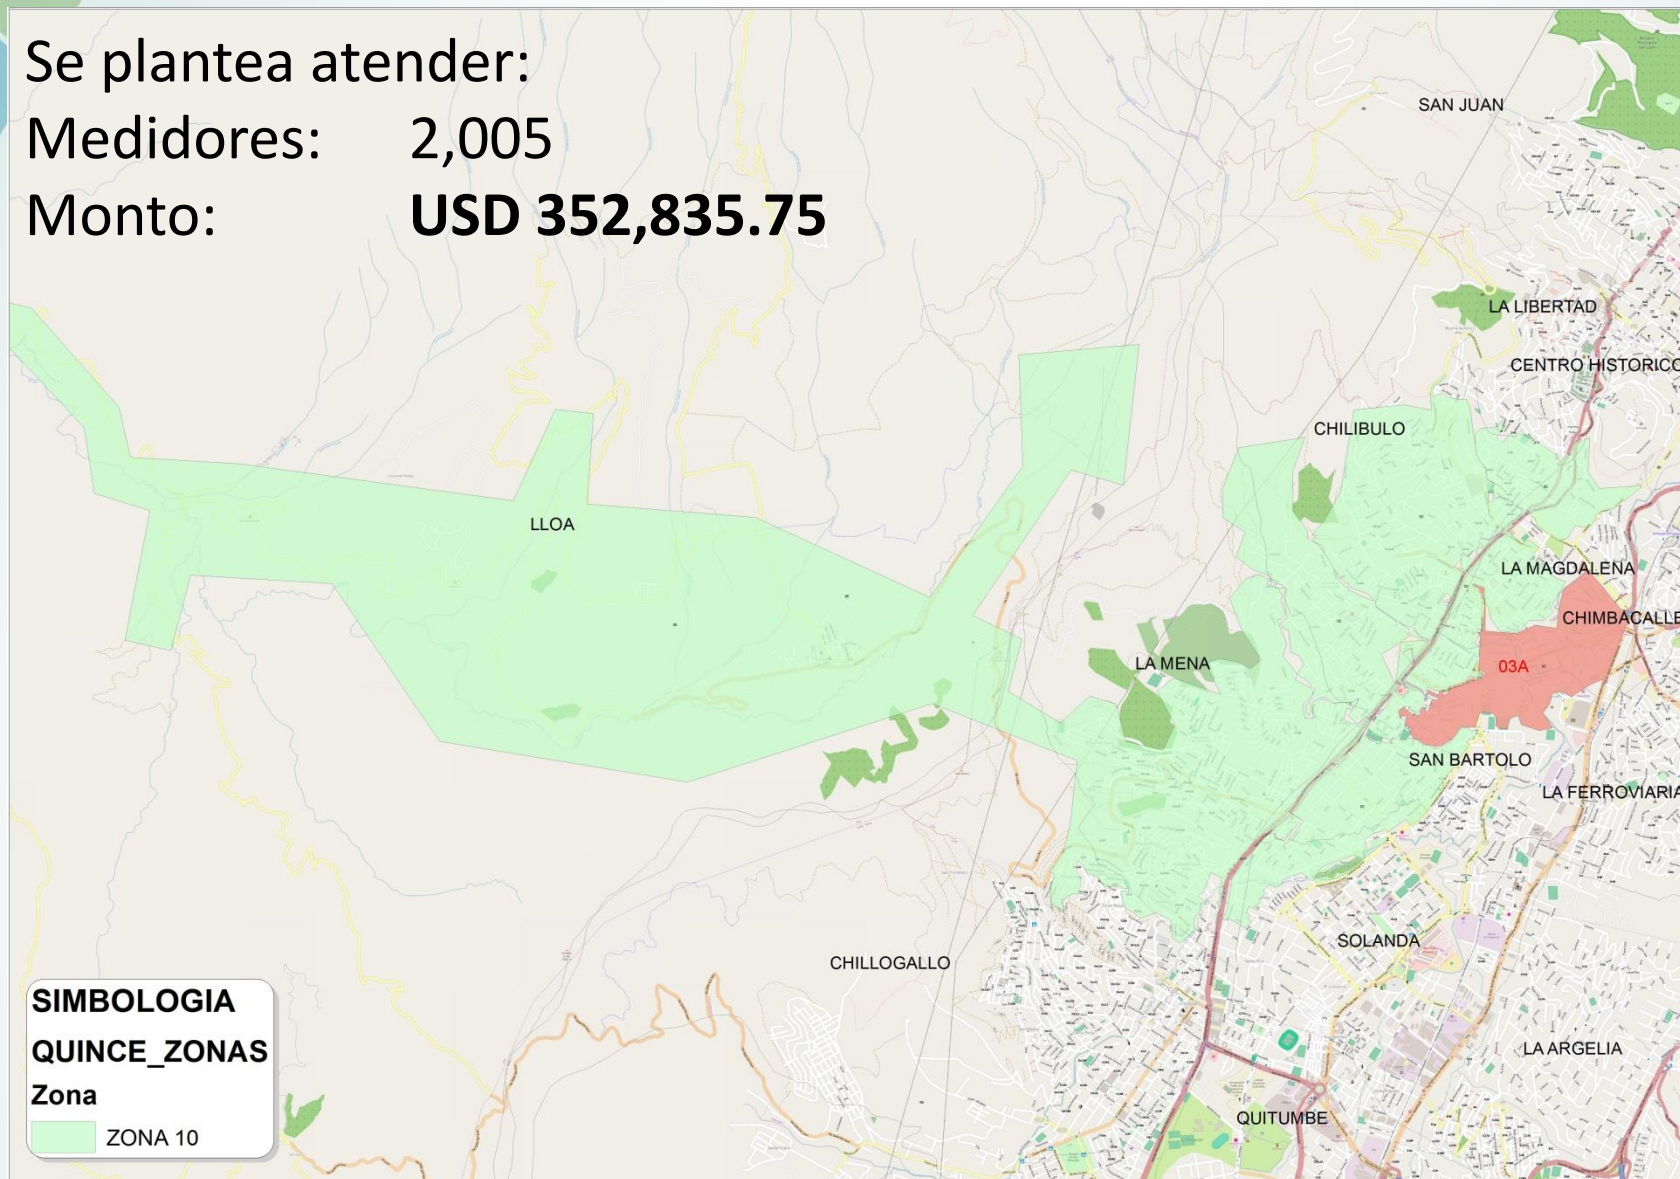 Se plantea atender:
Medidores: 2,005
Monto: USD 352,835.75
SAN JUAN
LA LIBERTAD
CENTRO HISTORICO
CHILIBULO
LLOA
LA MAGDALENA
CHIMBACALLE
LA MENA
03A
SAN BARTOLO
LA FERROVIARIA
SOLANDA
CHILLOGALLO
LA ARGELIA
QUITUMBE
SIMBOLOGIA
QUINCE_ZONAS
Zona
ZONA 10